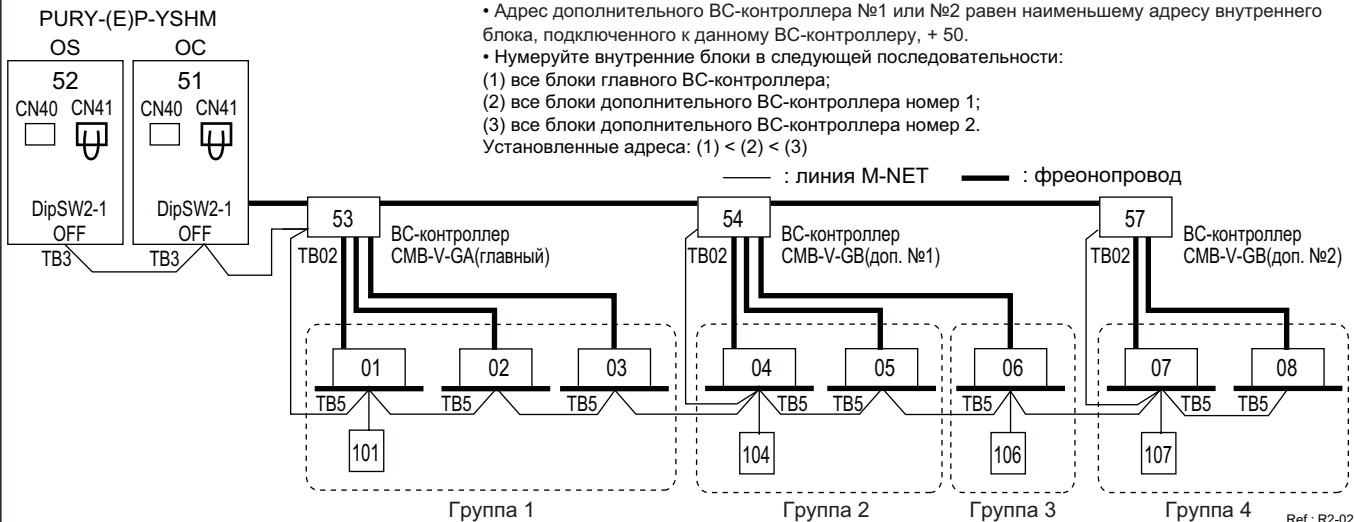 PURY-(E)P-YSHM
• Адрес дополнительного ВС-контроллера №1 или №2 равен наименьшему адресу внутреннего
блока, подключенного к данному ВС-контроллеру, + 50.
• Нумеруйте внутренние блоки в следующей последовательности:
(1) все блоки главного ВС-контроллера;
(2) все блоки дополнительного ВС-контроллера номер 1;
(3) все блоки дополнительного ВС-контроллера номер 2.
Установленные адреса: (1) < (2) < (3)
OS OC
52 51
CN40 CN41 CN40 CN41
DipSW2-1 DipSW2-1
OFF OFF
TB3 TB3
: линия M-NET : фреонопровод
53 54 57
TB02 ВС-контроллер
CMB-V-GA(главный)
TB02 ВС-контроллер
CMB-V-GB(доп. №1)
TB02 ВС-контроллер
CMB-V-GB(доп. №2)
01 02 03 04 05 06 07 08
TB5 TB5 TB5 TB5 TB5 TB5 TB5 TB5
101 104 106 107
Группа 1 Группа 2 Группа 3 Группа 4
Ref.: R2-02